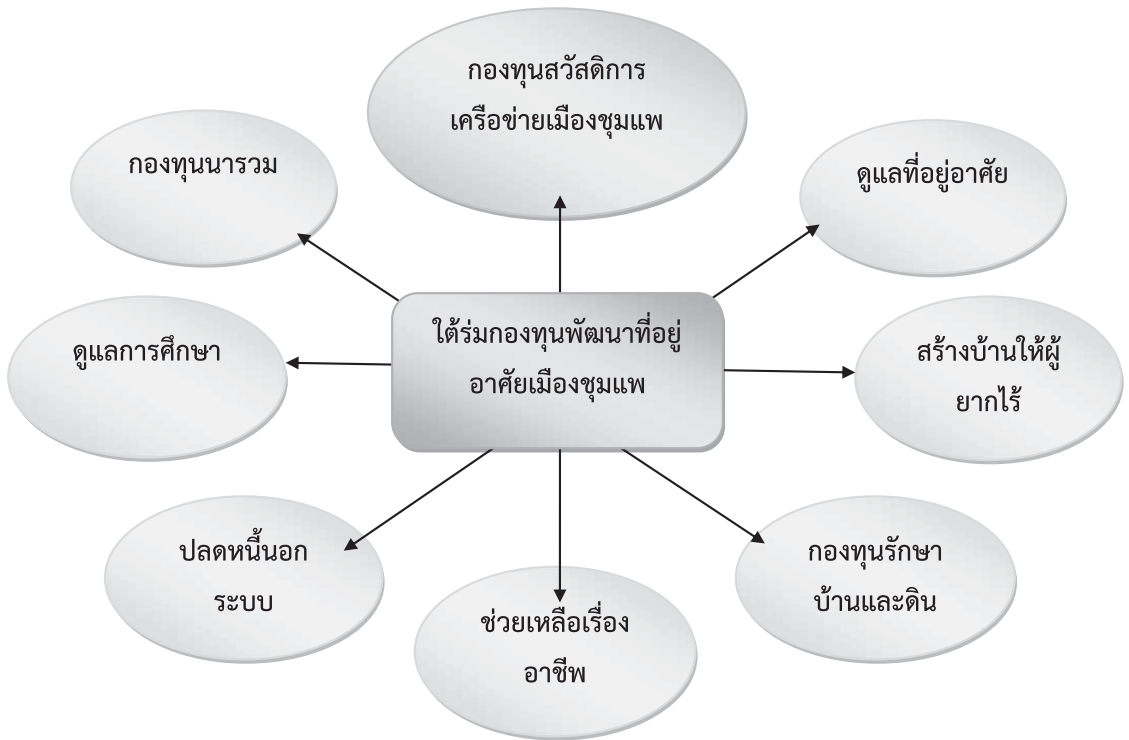 กองทุนสวัสดิการ
เครือข่ายเมืองชุมแพ
กองทุนนารวม
ดูแลที่อยู่อาศัย
ใต้ร่มกองทุนพัฒนาที่อยู่
อาศัยเมืองชุมแพ
ดูแลการศึกษา
สร้างบ้านให้ผู้
ยากไร้
ปลดหนี้นอก
ระบบ
ช่วยเหลือเรื่อง
อาชีพ
กองทุนรักษา
บ้านและดิน